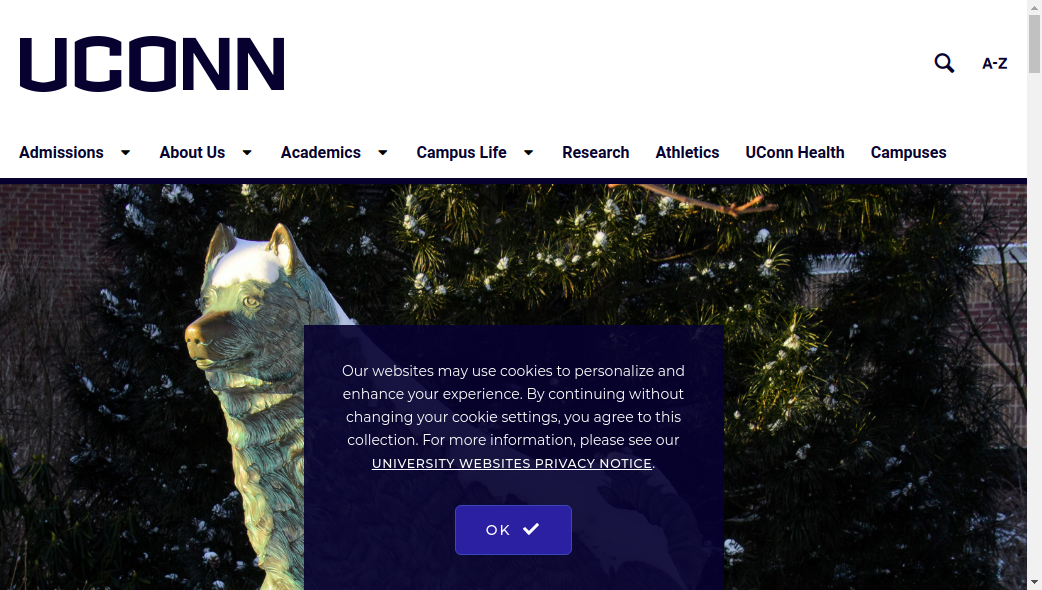 UCONN
A-Z
Admissions About Us Academics Campus Life Research Athletics UConn Health Campuses
Our websites may use cookies to personalize and
enhance your experience. By continuing without
changing your cookie settings, you agree to this
collection. For more information, please see our
UNIVERSITY WEBSITES PRIVACY NOTICE.
OK